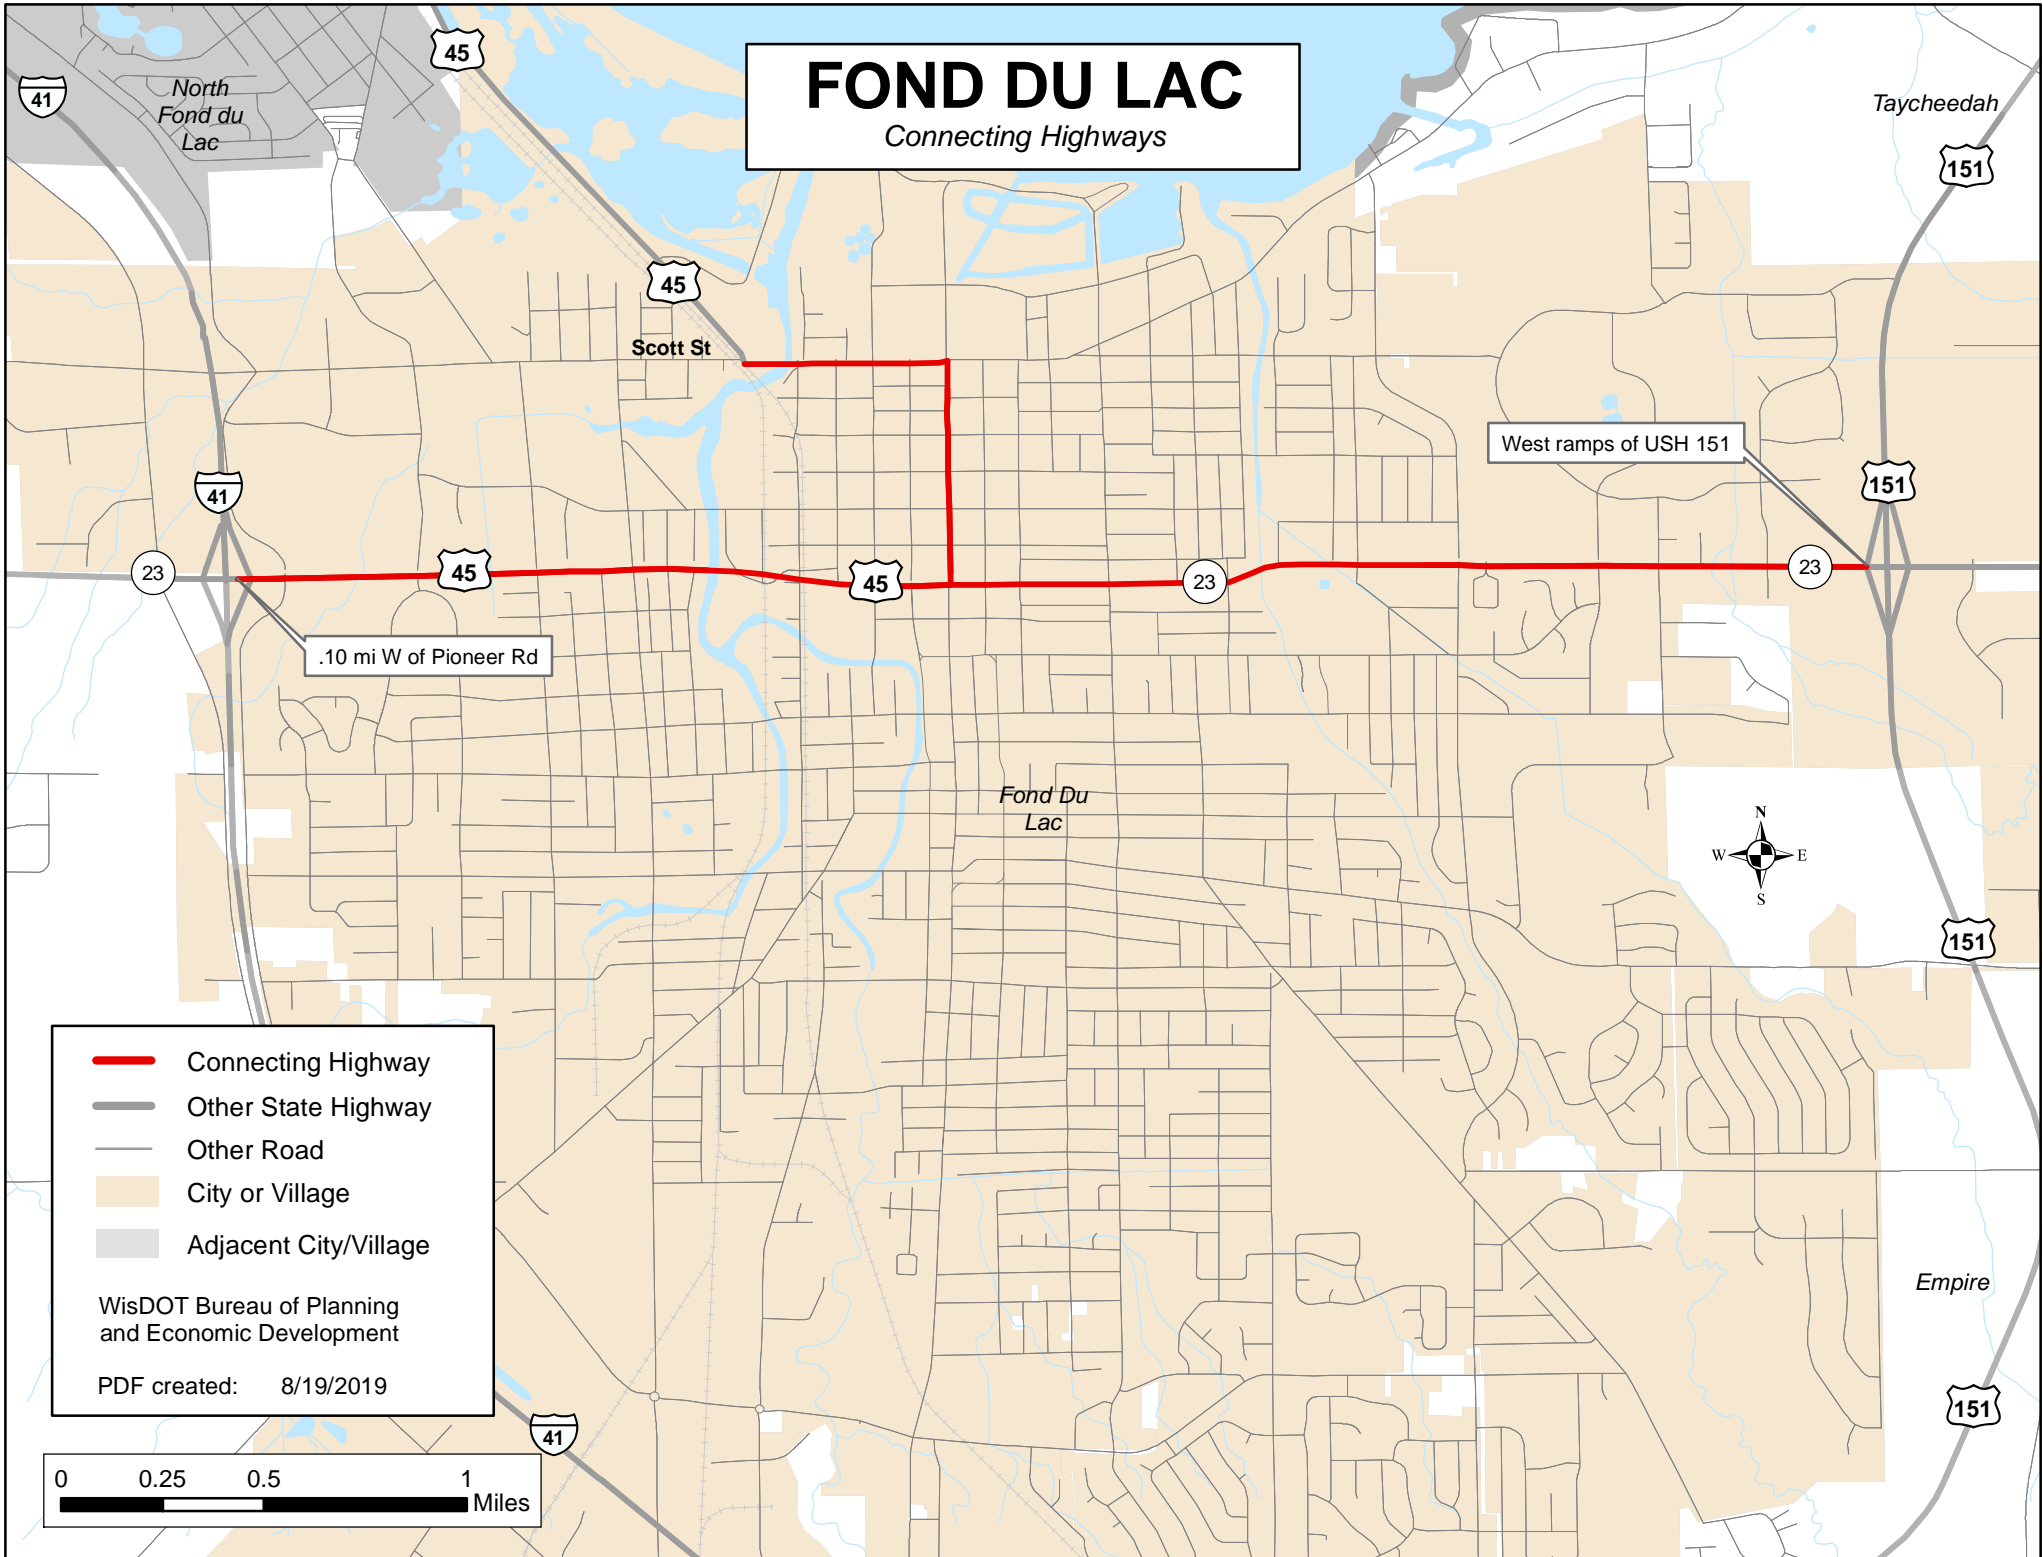 FOND DU LAC
Connecting Highways
45
41
North
Fond du
Lac
Taycheedah
151
45
Scott St
West ramps of USH 151
41
151
23
45
45
23
23
.10 mi W of Pioneer Rd
Fond Du
Lac
N
W
E
S
151
Connecting Highway
Other State Highway
Other Road
City or Village
Adjacent City/Village
WisDOT Bureau of Planning
and Economic Development
PDF created: 8/19/2019
Empire
151
41
0 0.25 0.5 1
Miles